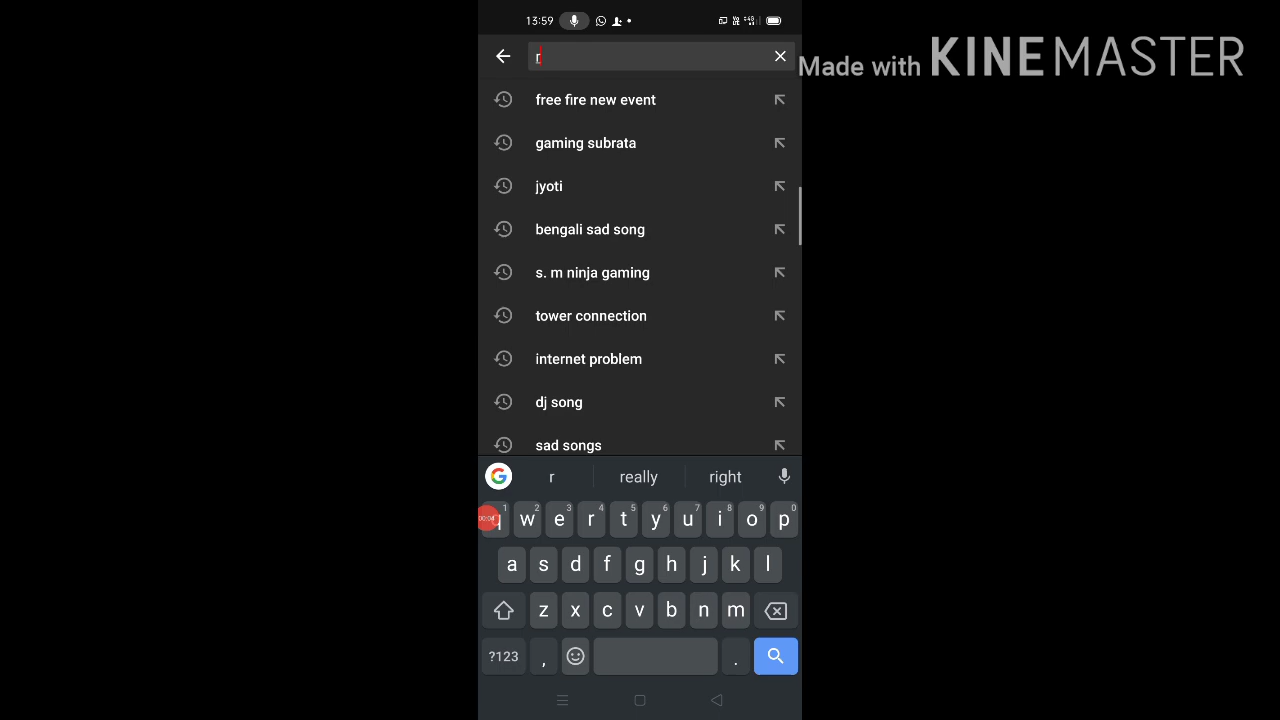 13:59
r
Made with KINEMASTER
free fire new event
gaming subrata
jyoti
bengali sad song
s. m ninja gaming
tower connection
internet problem
dj song
sad songs
G r really right
1 2 3 4 5 6 7 8 9 0
00:04
q w e r t y u i o p
a s d f g h j k l
z x c v b n m
?123 , .